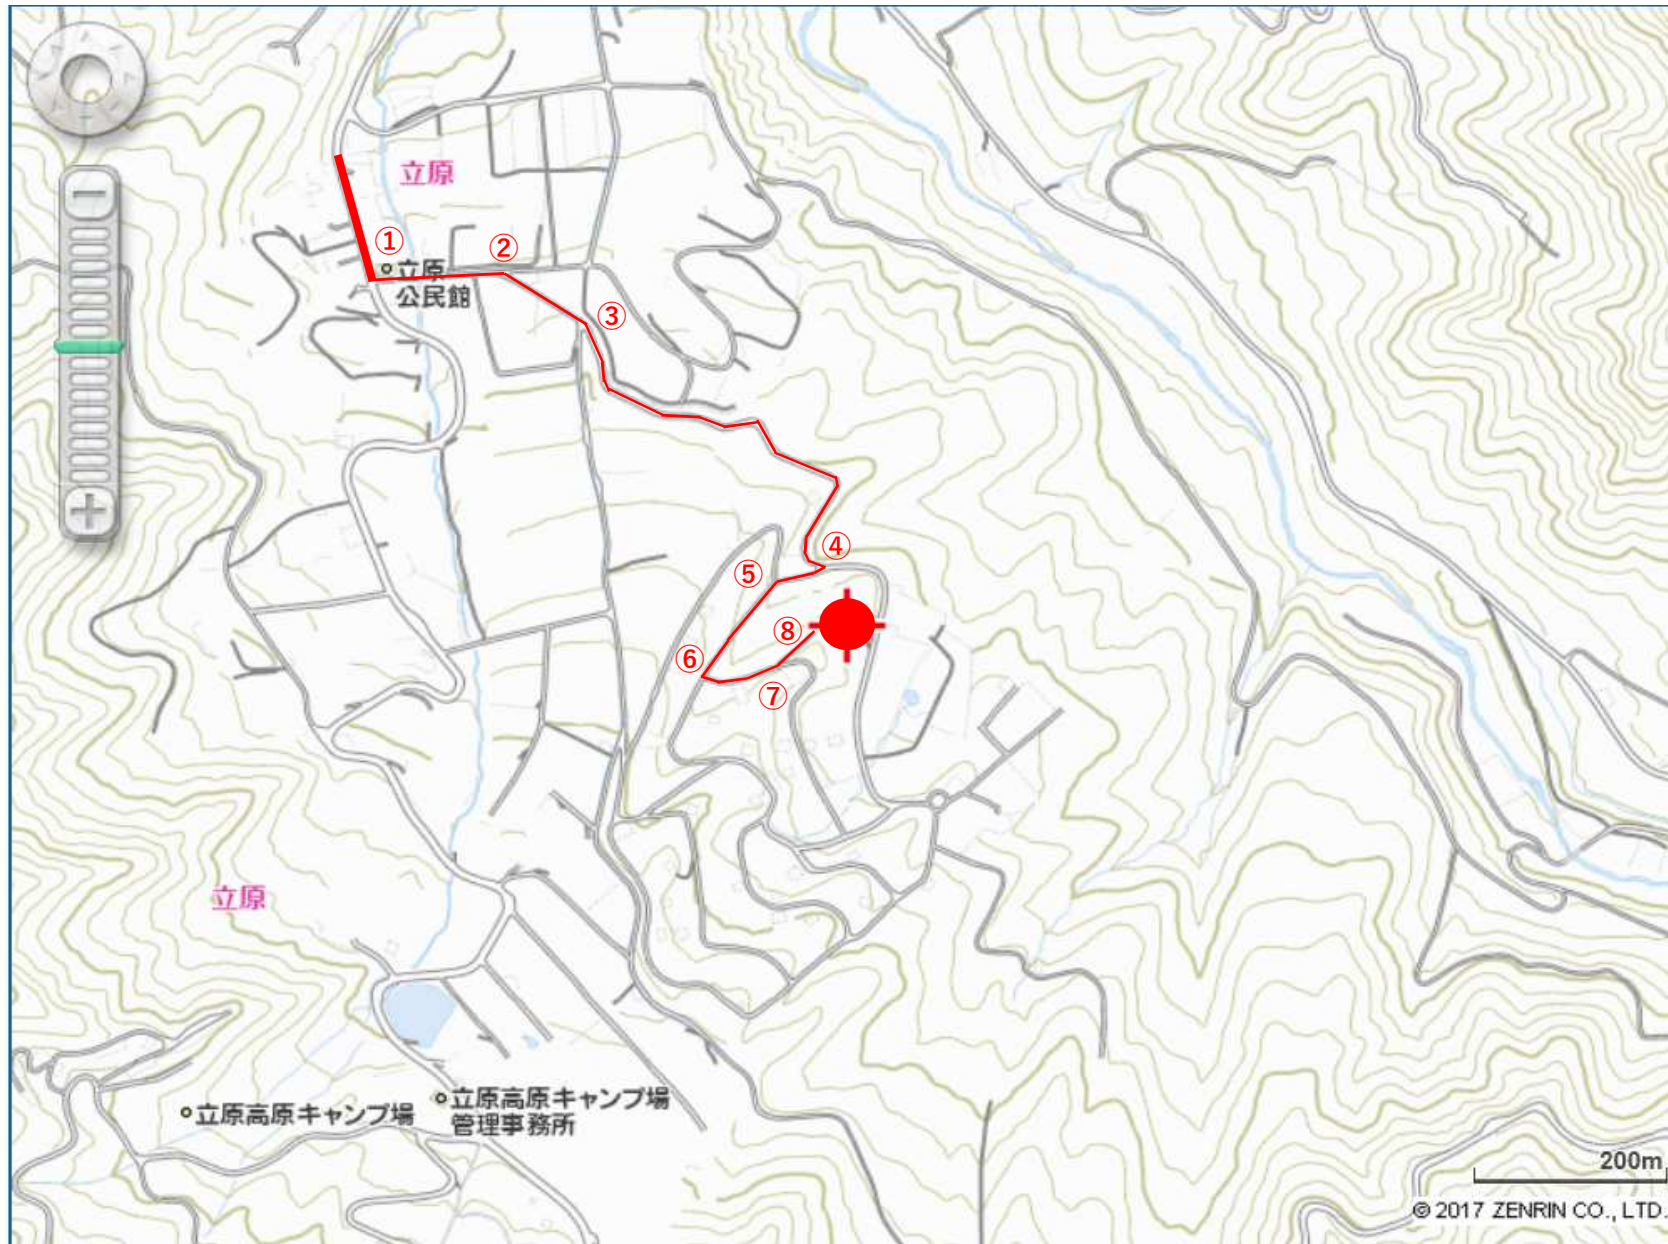 立原
①
②
立原
公民館
③
④
⑤
⑧
⑥
⑦
立原
立原高原キャンプ場
立原高原キャンプ場
管理事務所
200m
© 2017 ZENRIN CO., LTD.